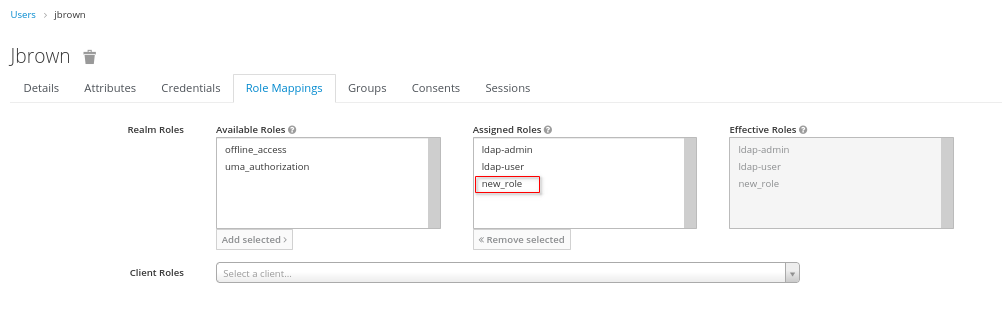 Users > jbrown
Jbrown
Details Attributes Credentials Role Mappings Groups Consents Sessions
Realm Roles
Available Roles
offline_access
uma_authorization
Add selected >
Assigned Roles
ldap-admin
ldap-user
new_role
« Remove selected
Effective Roles
ldap-admin
ldap-user
new_role
Client Roles
Select a client...